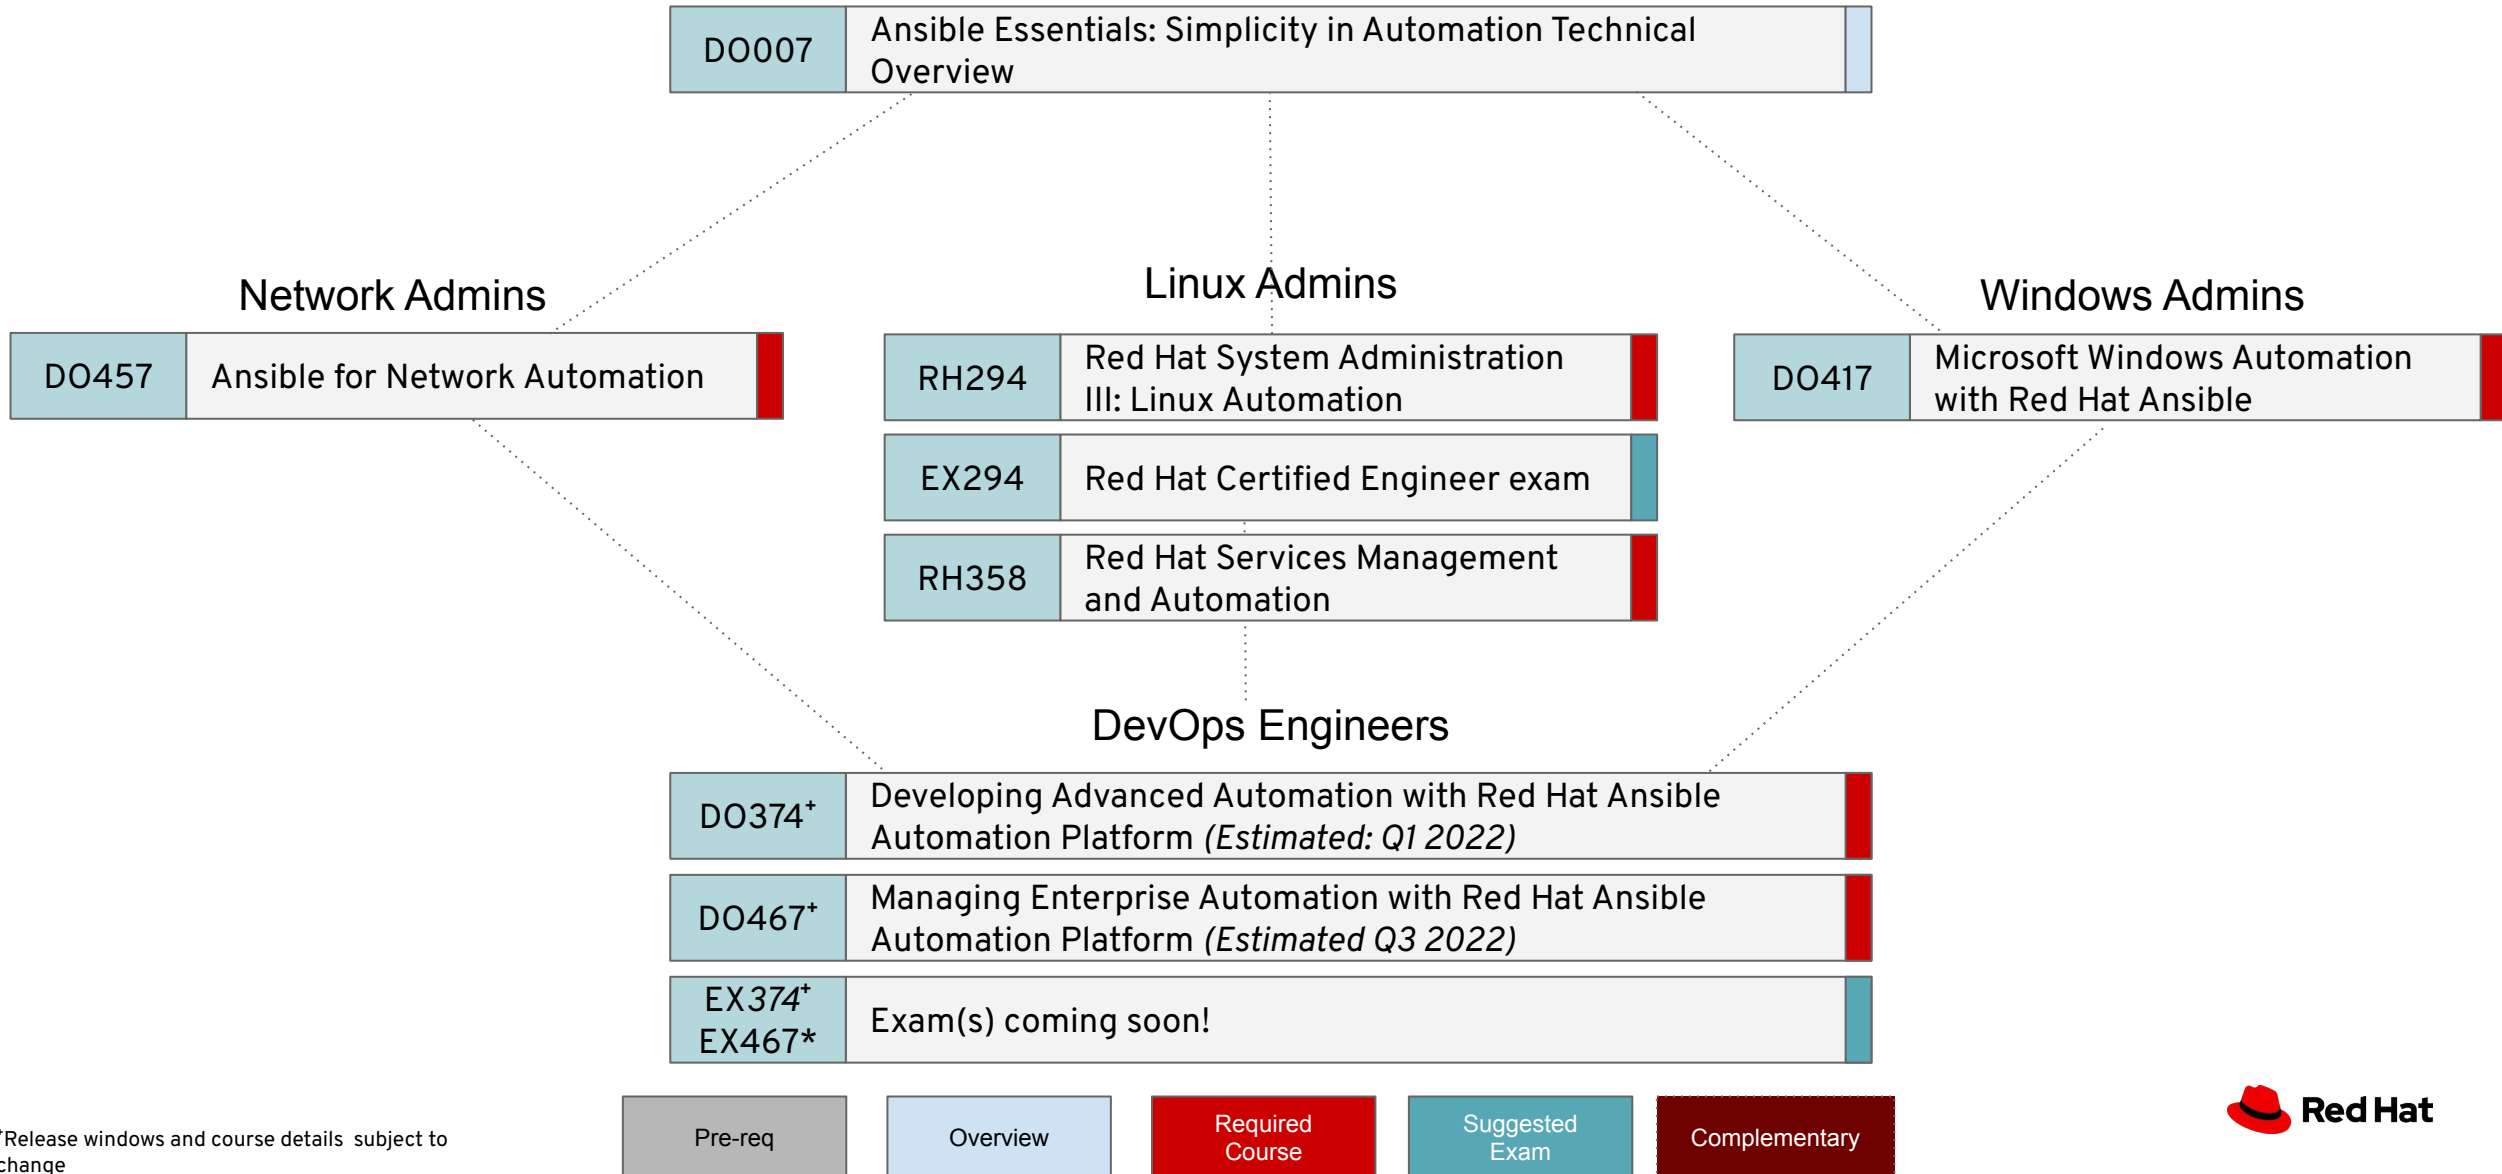 DO007
Ansible Essentials: Simplicity in Automation Technical
Overview
Network Admins
Linux Admins
Windows Admins
DO457
Ansible for Network Automation
RH294
Red Hat System Administration
III: Linux Automation
DO417
Microsoft Windows Automation
with Red Hat Ansible
EX294
Red Hat Certified Engineer exam
RH358
Red Hat Services Management
and Automation
DevOps Engineers
DO374+
Developing Advanced Automation with Red Hat Ansible
Automation Platform (Estimated: Q1 2022)
DO467+
Managing Enterprise Automation with Red Hat Ansible
Automation Platform (Estimated Q3 2022)
EX374+
EX467*
Exam(s) coming soon!
+Release windows and course details subject to
change
Pre-req
Overview
Required
Course
Suggested
Exam
Complementary
Red Hat